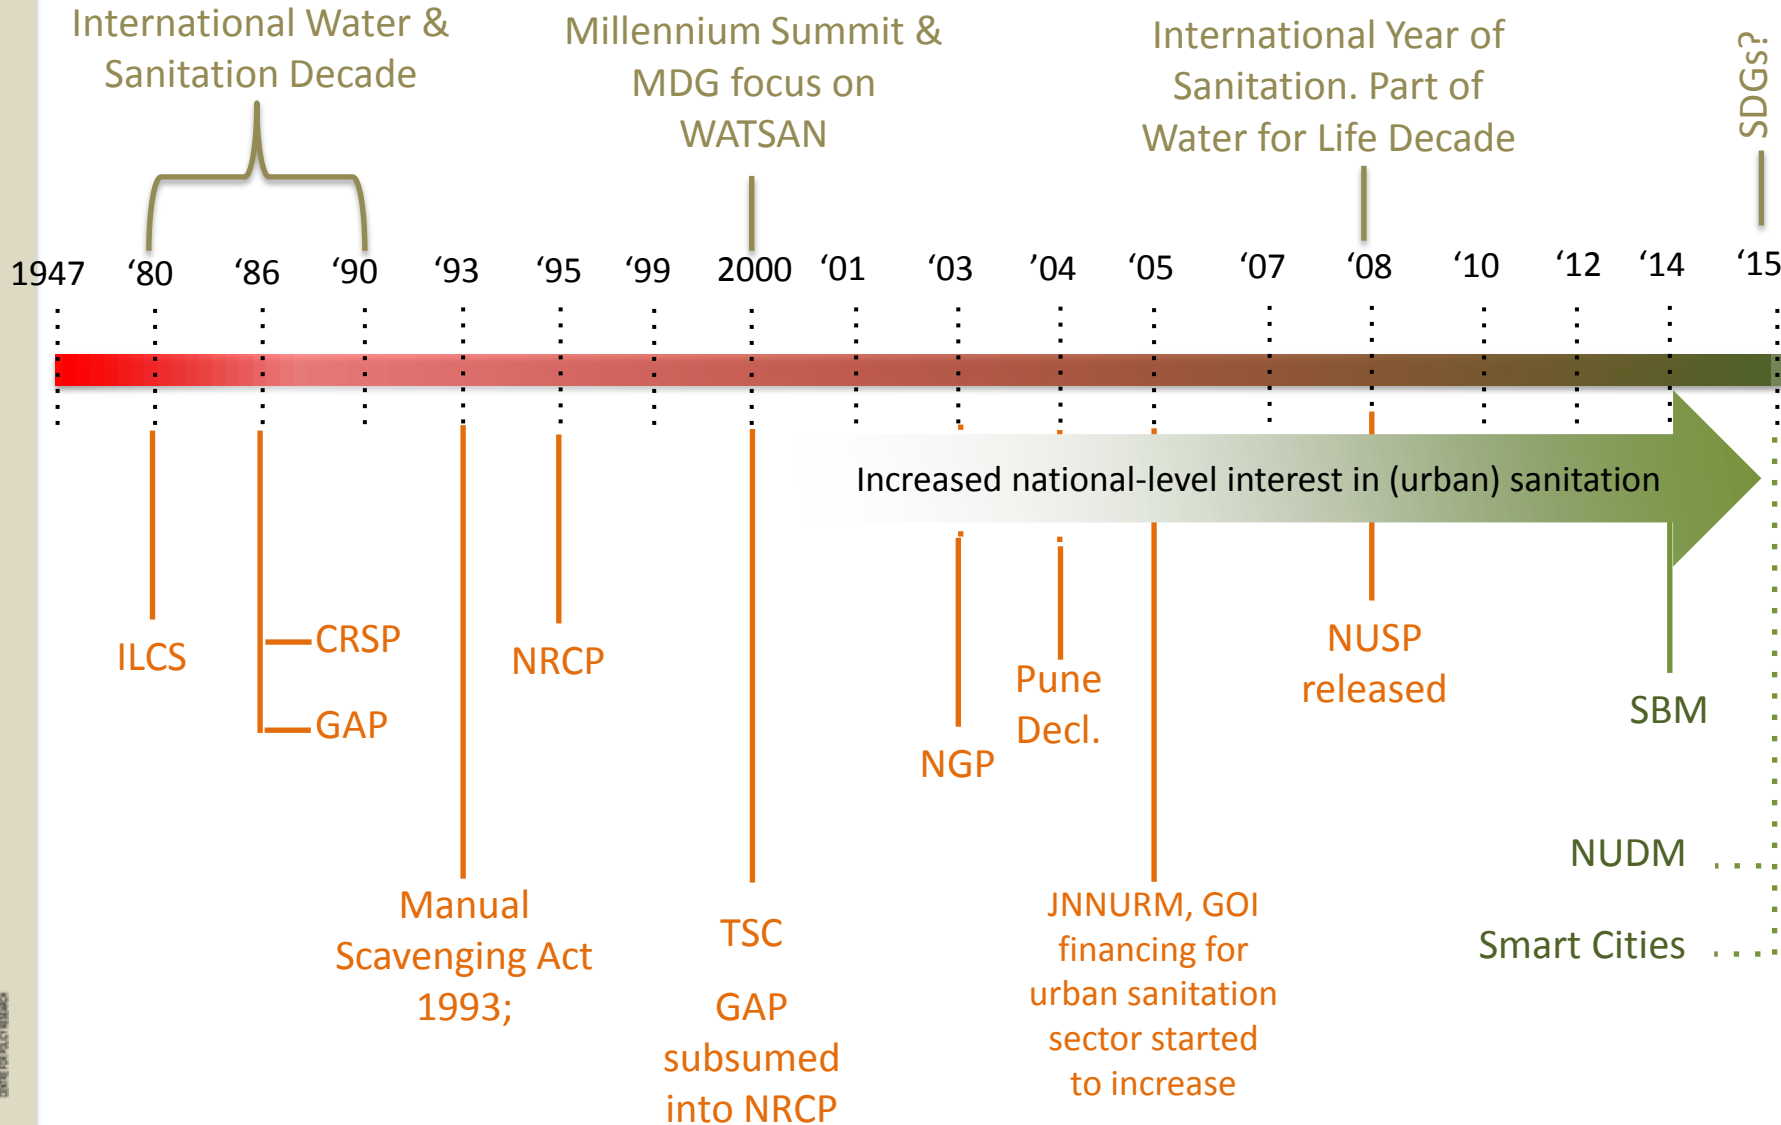 International Water &
Sanitation Decade
Millennium Summit &
MDG focus on
WATSAN
International Year of
Sanitation. Part of
Water for Life Decade
SDGs?
1947 ‘80 ‘86 ‘90 ‘93 ‘95 ‘99 2000 ‘01 ‘03 ’04 ‘05 ‘07 ‘08 ‘10 ‘12 ‘14 ‘15
Increased national-level interest in (urban) sanitation
ILCS
CRSP
GAP
Manual
Scavenging Act
1993;
NRCP
TSC
GAP
subsumed
into NRCP
NGP
Pune
Decl.
JNNURM, GOI
financing for
urban sanitation
sector started
to increase
NUSP
released
SBM
NUDM
Smart Cities
CENTRE FOR POLICY RESEARCH